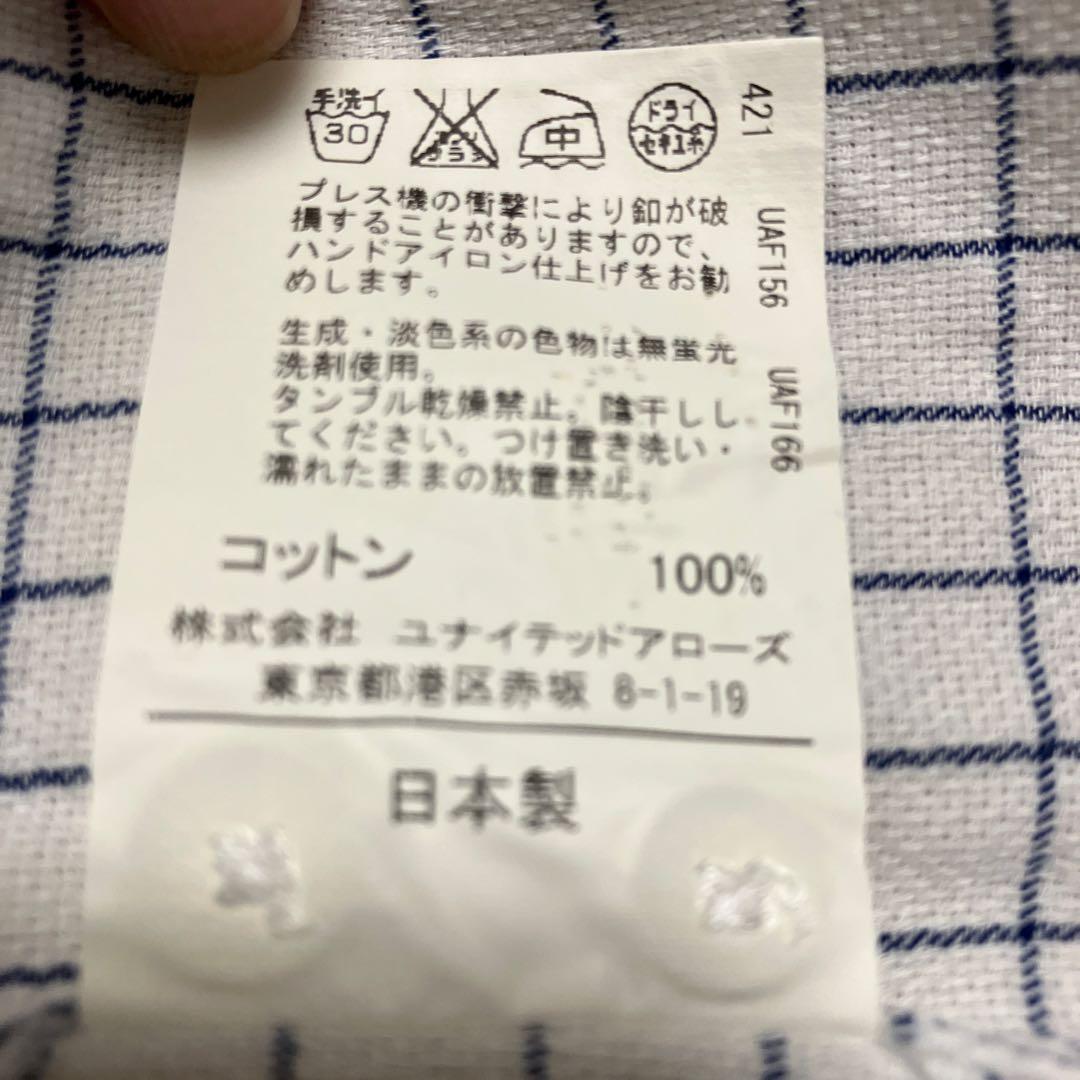 手洗イ
30
エンソ
サラシ
中
ドライ
セキユ系
421 UAF156 UAF166
プレス機の衝撃により釦が破
損することがありますので、
ハンドアイロン仕上げをお勧
めします。
生成・淡色系の色物は無蛍光
洗剤使用。
タンブル乾燥禁止。陰干しし
てください。つけ置き洗い・
濡れたままの放置禁止。
コットン 100%
株式会社 ユナイテッドアローズ
東京都港区赤坂 8-1-19
日本製